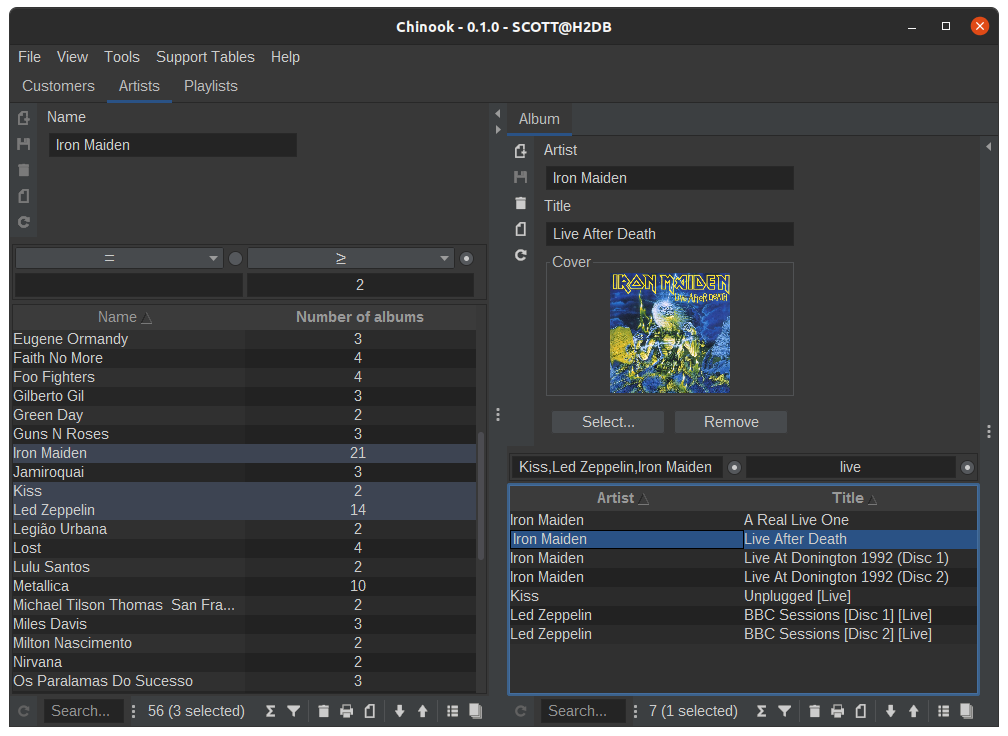 Chinook - 0.1.0 - SCOTT@H2DB
File View Tools Support Tables Help
Customers Artists Playlists
Name
Iron Maiden
= ≥
2
Name Number of albums
Eugene Ormandy 3
Faith No More 4
Foo Fighters 4
Gilberto Gil 3
Green Day 2
Guns N Roses 3
Iron Maiden 21
Jamiroquai 3
Kiss 2
Led Zeppelin 14
Legião Urbana 2
Lost 4
Lulu Santos 2
Metallica 10
Michael Tilson Thomas  San Fra... 2
Miles Davis 3
Milton Nascimento 2
Nirvana 2
Os Paralamas Do Sucesso 3
Search... 56 (3 selected) Σ
Album
Artist
Iron Maiden
Title
Live After Death
Cover
IRON MAIDEN
LIVE AFTER DEATH
Select... Remove
Kiss,Led Zeppelin,Iron Maiden live
Artist Title
Iron Maiden A Real Live One
Iron Maiden Live After Death
Iron Maiden Live At Donington 1992 (Disc 1)
Iron Maiden Live At Donington 1992 (Disc 2)
Kiss Unplugged [Live]
Led Zeppelin BBC Sessions [Disc 1] [Live]
Led Zeppelin BBC Sessions [Disc 2] [Live]
Search... 7 (1 selected) Σ